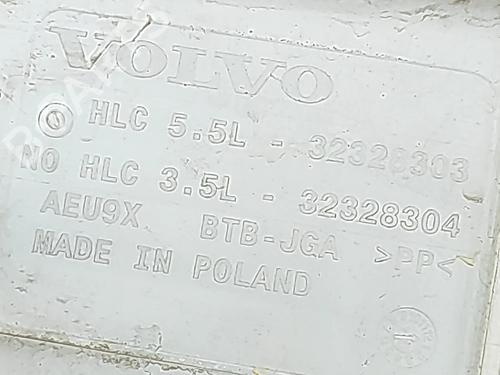 VOLVO
HLC 5.5L - 32328303
NO HLC 3.5L - 32328304
AEU9X BTB-JGA >PP<
MADE IN POLAND